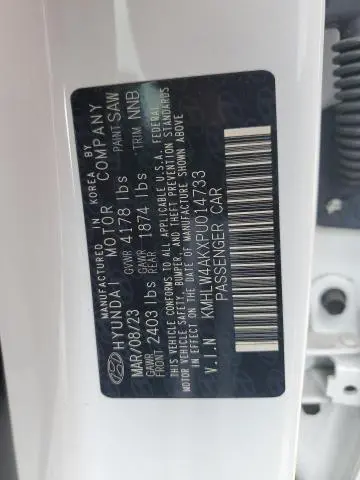 MANUFACTURED IN KOREA BY
HYUNDAI MOTOR COMPANY
MAR/08/23 GVWR 4178 lbs PAINT SAW
GAWR FRONT 2403 lbs GAWR REAR 1874 lbs TRIM NNB
THIS VEHICLE CONFORMS TO ALL APPLICABLE U.S.A. FEDERAL
MOTOR VEHICLE SAFETY, BUMPER, AND THEFT PREVENTION STANDARDS
IN EFFECT ON THE DATE OF MANUFACTURE SHOWN ABOVE
V.I.N KMHLW4AKXPU014733
PASSENGER CAR